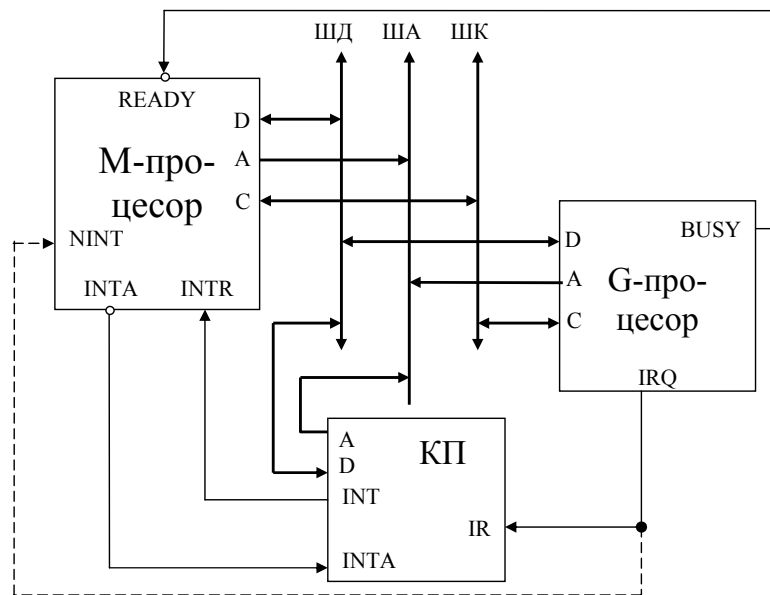 ШД ША ШК
READY
D
М-про-
цесор
A
C
NINT
INTA INTR
BUSY
D
A
G-про-
цесор
C
IRQ
A
КП
D
INT
IR
INTA